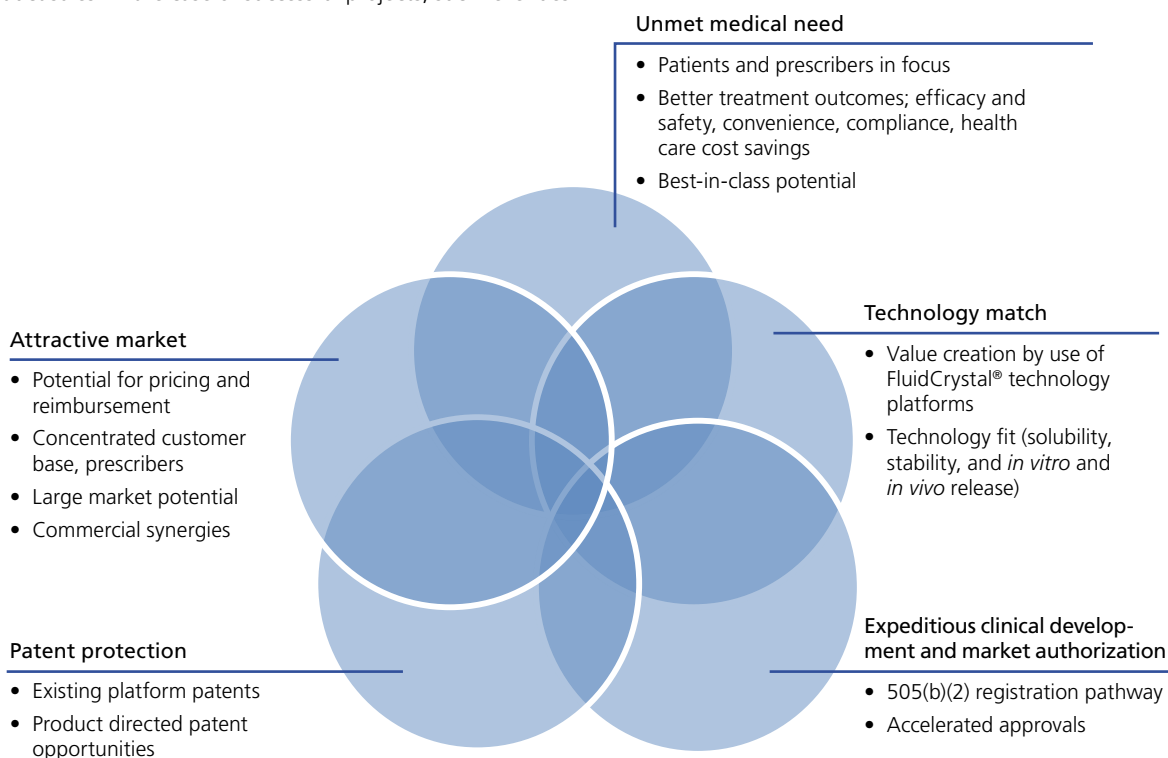 Unmet medical need
• Patients and prescribers in focus
• Better treatment outcomes; efficacy and
safety, convenience, compliance, health
care cost savings
• Best-in-class potential
Attractive market
• Potential for pricing and
reimbursement
• Concentrated customer
base, prescribers
• Large market potential
• Commercial synergies
Technology match
• Value creation by use of
FluidCrystal® technology
platforms
• Technology fit (solubility,
stability, and in vitro and
in vivo release)
Patent protection
• Existing platform patents
• Product directed patent
opportunities
Expeditious clinical develop-
ment and market authorization
• 505(b)(2) registration pathway
• Accelerated approvals